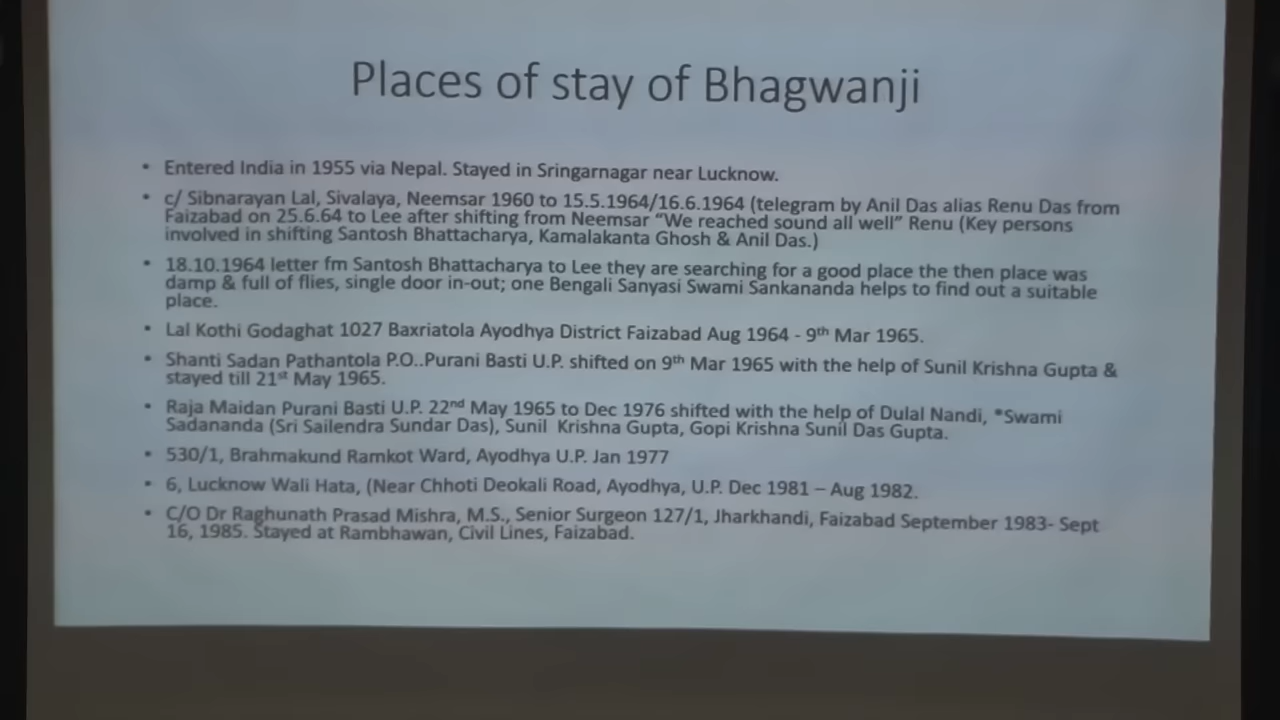 Places of stay of Bhagwanji
• Entered India in 1955 via Nepal. Stayed in Sringarnagar near Lucknow.
• c/ Sibnarayan Lal, Sivalaya, Neemsar 1960 to 15.5.1964/16.6.1964 (telegram by Anil Das alias Renu Das from
Faizabad on 25.6.64 to Lee after shifting from Neemsar “We reached sound all well” Renu (Key persons
involved in shifting Santosh Bhattacharya, Kamalakanta Ghosh & Anil Das.)
• 18.10.1964 letter fm Santosh Bhattacharya to Lee they are searching for a good place the then place was
damp & full of flies, single door in-out; one Bengali Sanyasi Swami Sankananda helps to find out a suitable
place.
• Lal Kothi Godaghat 1027 Baxriatola Ayodhya District Faizabad Aug 1964 - 9th Mar 1965.
• Shanti Sadan Pathantola P.O..Purani Basti U.P. shifted on 9th Mar 1965 with the help of Sunil Krishna Gupta &
stayed till 21st May 1965.
• Raja Maidan Purani Basti U.P. 22nd May 1965 to Dec 1976 shifted with the help of Dulal Nandi, *Swami
Sadananda (Sri Sailendra Sundar Das), Sunil Krishna Gupta, Gopi Krishna Sunil Das Gupta.
• 530/1, Brahmakund Ramkot Ward, Ayodhya U.P. Jan 1977
• 6, Lucknow Wali Hata, (Near Chhoti Deokali Road, Ayodhya, U.P. Dec 1981 – Aug 1982.
• C/O Dr Raghunath Prasad Mishra, M.S., Senior Surgeon 127/1, Jharkhandi, Faizabad September 1983- Sept
16, 1985. Stayed at Rambhawan, Civil Lines, Faizabad.